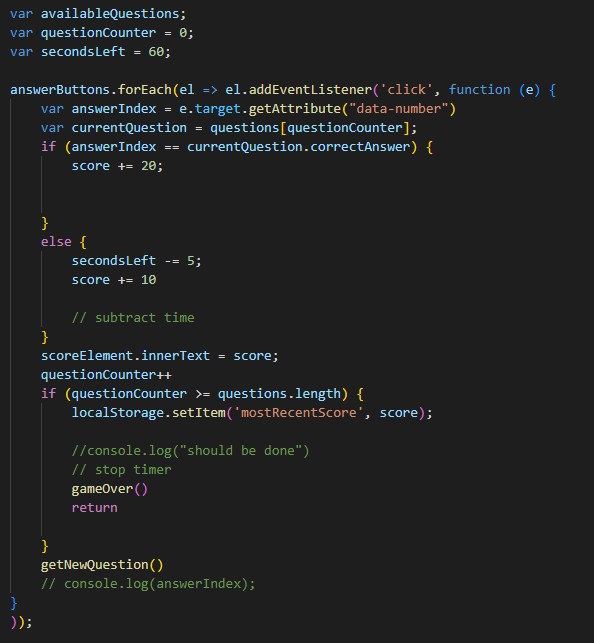 var availableQuestions;
var questionCounter = 0;
var secondsLeft = 60;

answerButtons.forEach(el => el.addEventListener('click', function (e) {
    var answerIndex = e.target.getAttribute("data-number")
    var currentQuestion = questions[questionCounter];
    if (answerIndex == currentQuestion.correctAnswer) {
        score += 20;


    }
    else {
        secondsLeft -= 5;
        score += 10

        // subtract time
    }
    scoreElement.innerText = score;
    questionCounter++
    if (questionCounter >= questions.length) {
        localStorage.setItem('mostRecentScore', score);

        //console.log("should be done")
        // stop timer
        gameOver()
        return

    }
    getNewQuestion()
    // console.log(answerIndex);
}
));